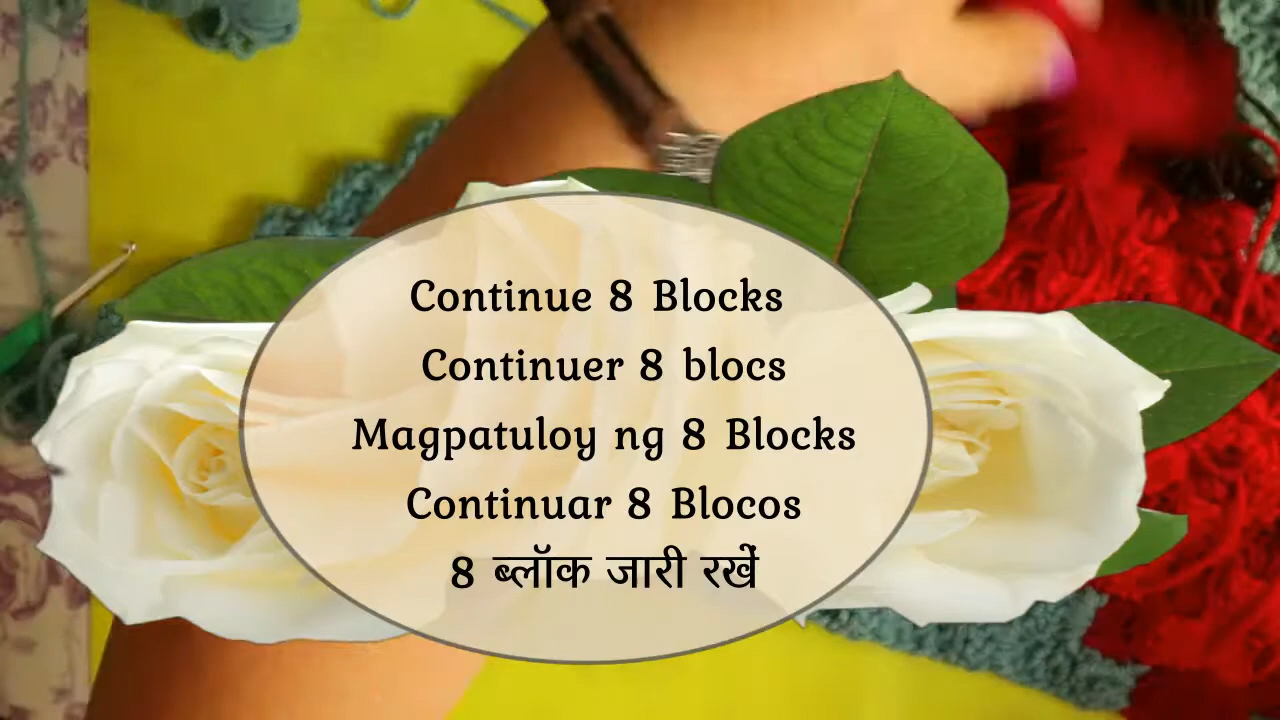 Continue 8 Blocks
Continuer 8 blocs
Magpatuloy ng 8 Blocks
Continuar 8 Blocos
8 ब्लॉक जारी रखें